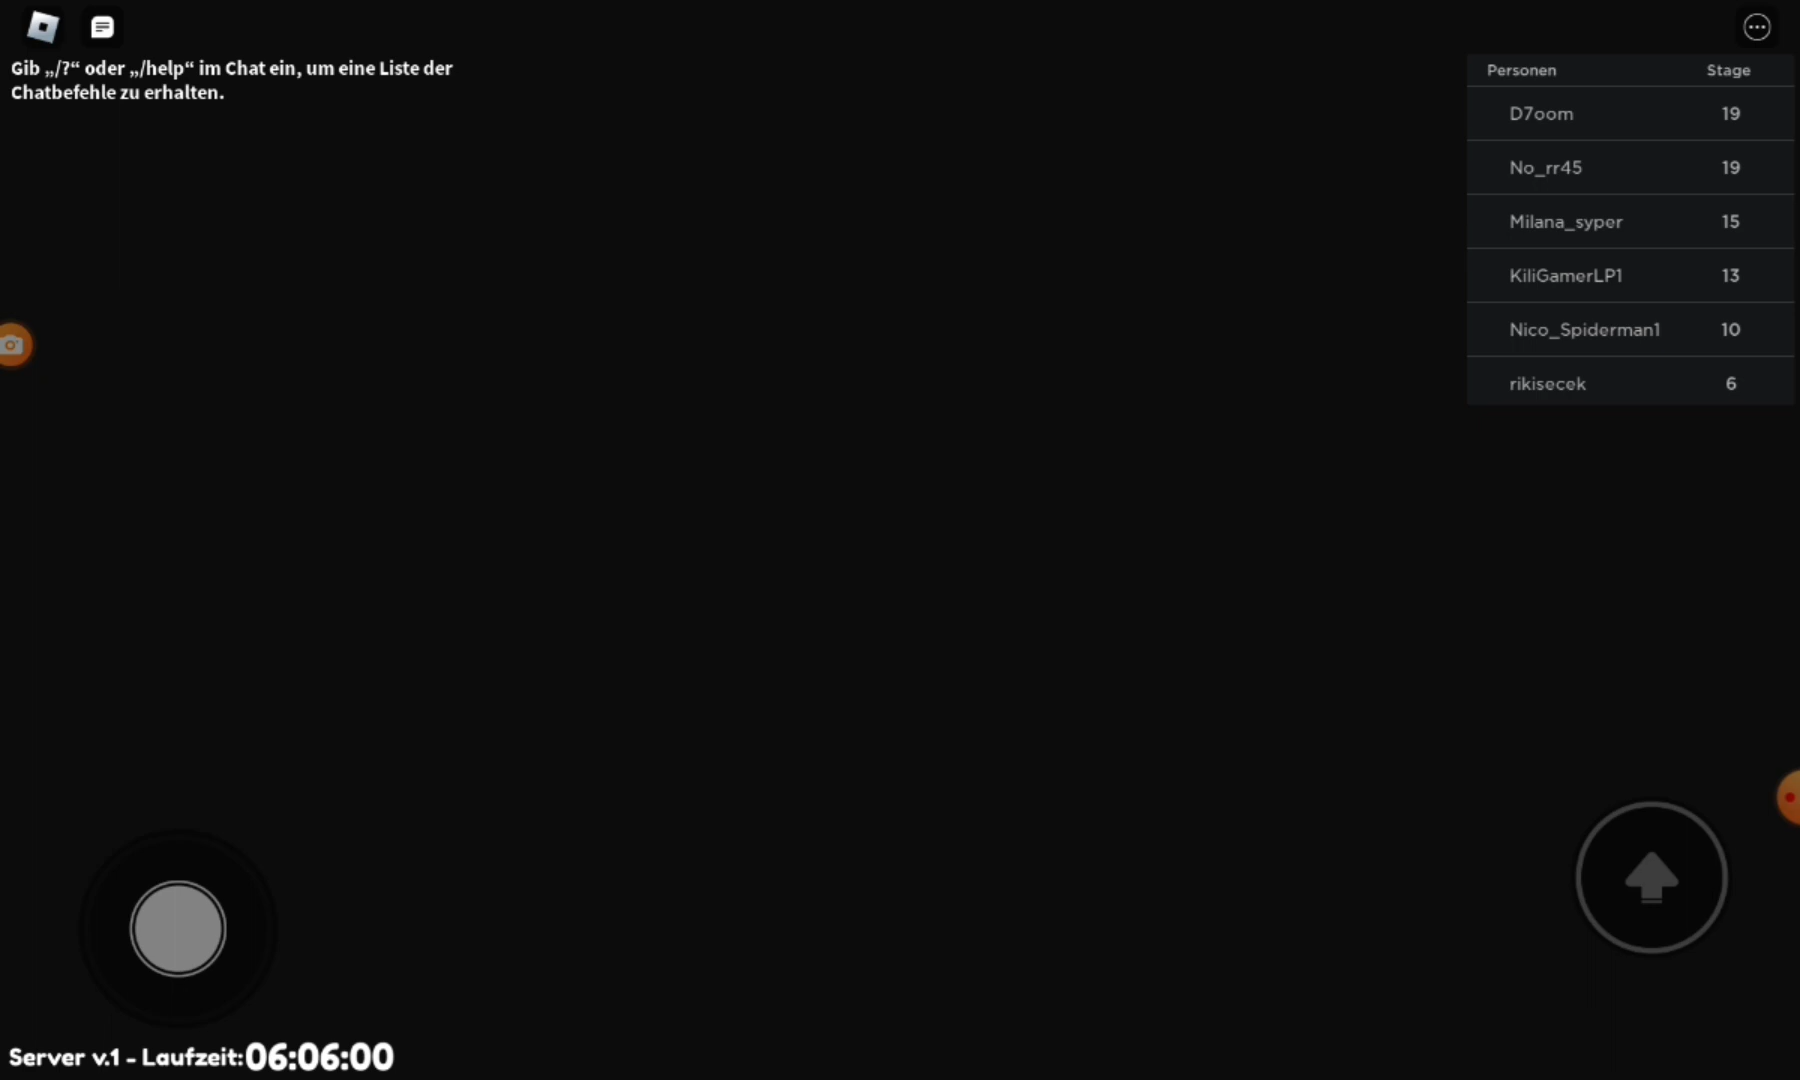 Gib „/?“ oder „/help“ im Chat ein, um eine Liste der
Chatbefehle zu erhalten.
Personen Stage
D7oom 19
No_rr45 19
Milana_syper 15
KiliGamerLP1 13
Nico_Spiderman1 10
rikisecek 6
Server v.1 - Laufzeit:06:06:00